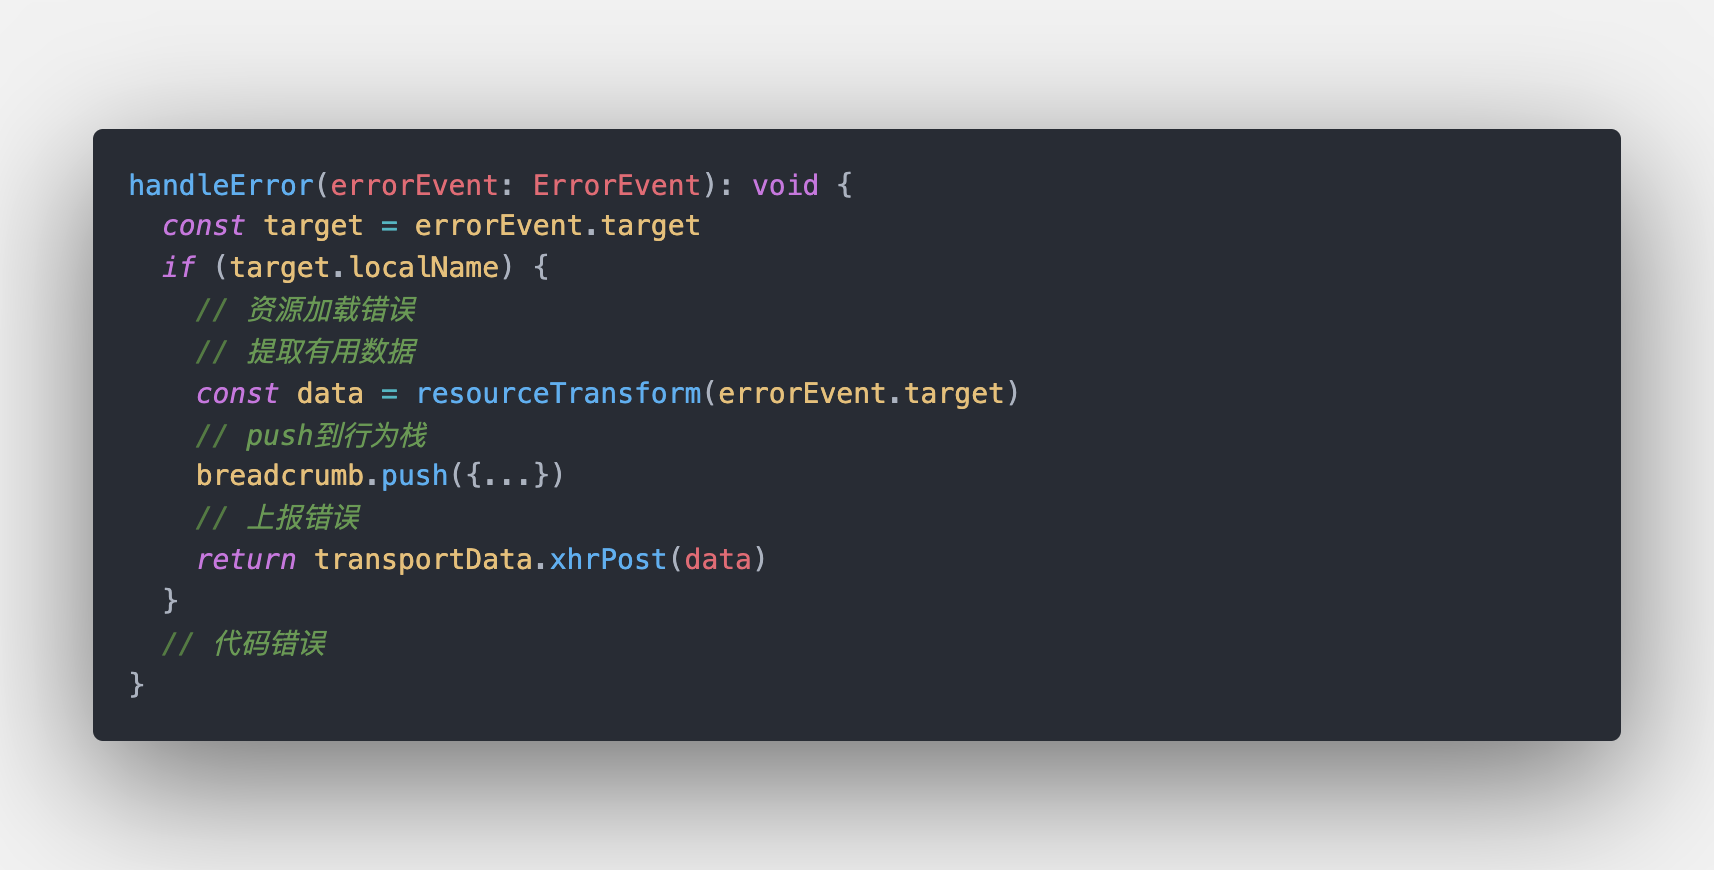 handleError(errorEvent: ErrorEvent): void {
  const target = errorEvent.target
  if (target.localName) {
    // 资源加载错误
    // 提取有用数据
    const data = resourceTransform(errorEvent.target)
    // push到行为栈
    breadcrumb.push({...})
    // 上报错误
    return transportData.xhrPost(data)
  }
  // 代码错误
}